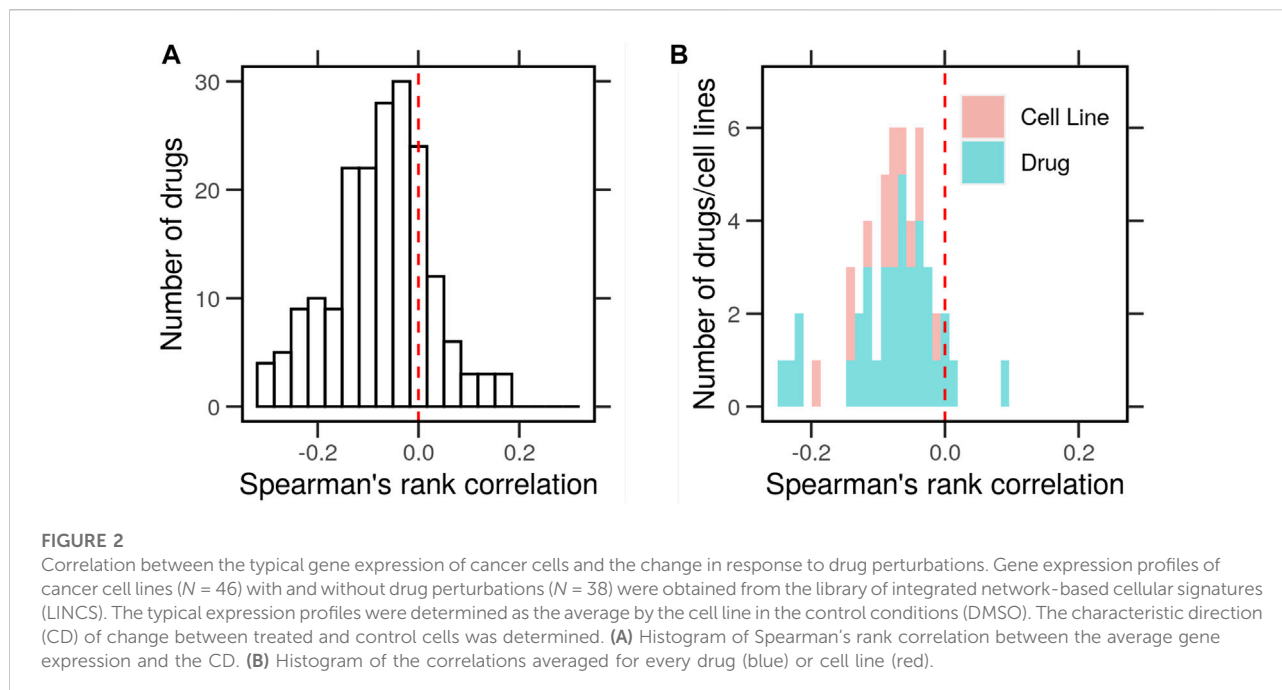 A
30
20
10
0
Number of drugs
-0.2 0.0 0.2
Spearman's rank correlation
B
6
4
2
0
Number of drugs/cell lines
Cell Line
Drug
-0.2 0.0 0.2
Spearman's rank correlation
FIGURE 2
Correlation between the typical gene expression of cancer cells and the change in response to drug perturbations. Gene expression profiles of
cancer cell lines (N = 46) with and without drug perturbations (N = 38) were obtained from the library of integrated network-based cellular signatures
(LINCS). The typical expression profiles were determined as the average by the cell line in the control conditions (DMSO). The characteristic direction
(CD) of change between treated and control cells was determined. (A) Histogram of Spearman's rank correlation between the average gene
expression and the CD. (B) Histogram of the correlations averaged for every drug (blue) or cell line (red).